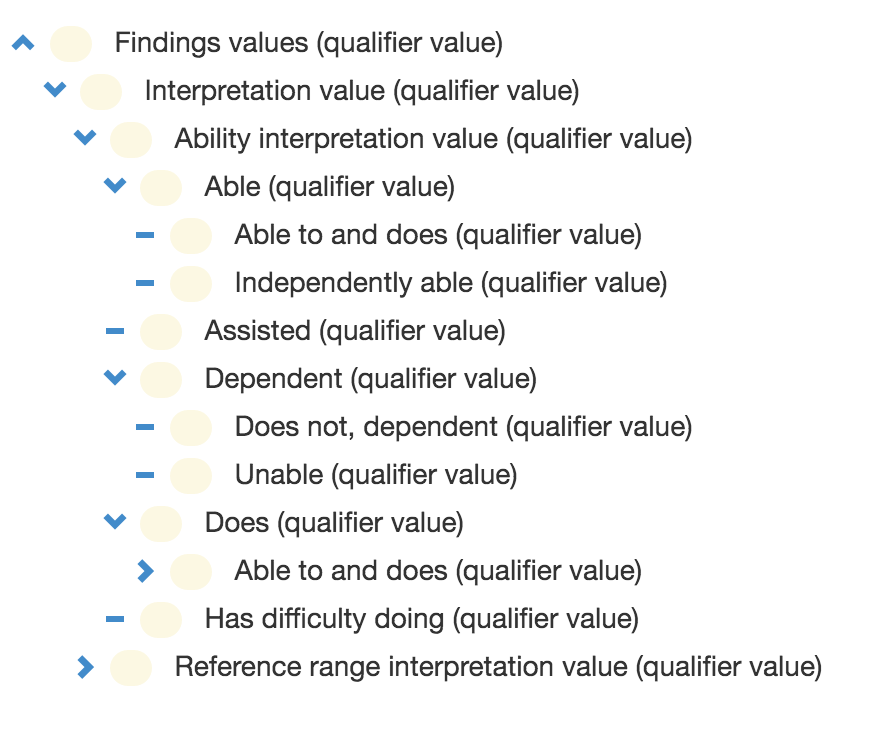 Findings values (qualifier value)
Interpretation value (qualifier value)
Ability interpretation value (qualifier value)
Able (qualifier value)
Able to and does (qualifier value)
Independently able (qualifier value)
Assisted (qualifier value)
Dependent (qualifier value)
Does not, dependent (qualifier value)
Unable (qualifier value)
Does (qualifier value)
Able to and does (qualifier value)
Has difficulty doing (qualifier value)
Reference range interpretation value (qualifier value)